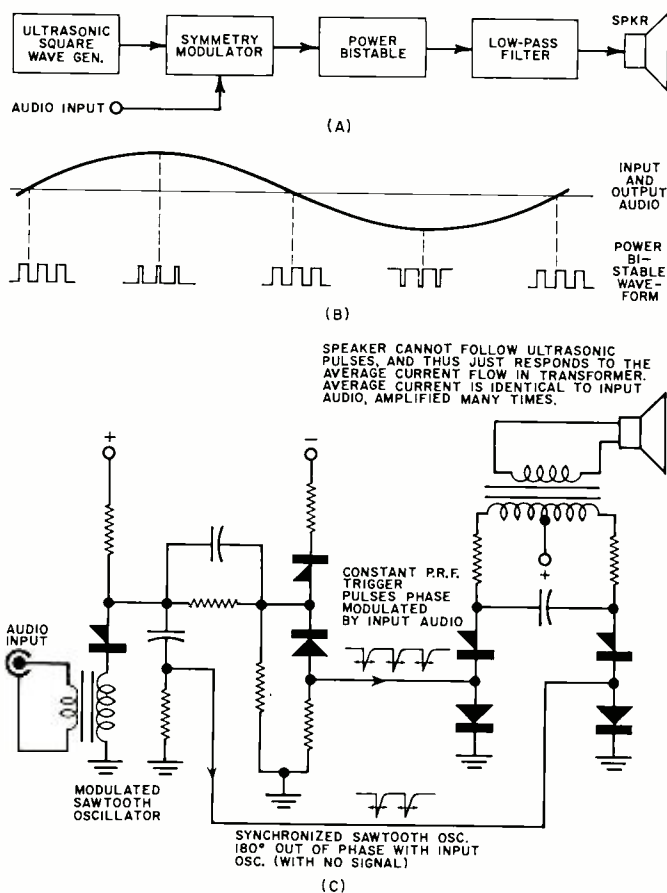 ULTRASONIC
SQUARE
WAVE GEN.
SYMMETRY
MODULATOR
POWER
BISTABLE
LOW-PASS
FILTER
SPKR
AUDIO INPUT
(A)
INPUT
AND
OUTPUT
AUDIO
POWER
BI-
STABLE
WAVE-
FORM
(B)
SPEAKER CANNOT FOLLOW ULTRASONIC
PULSES, AND THUS JUST RESPONDS TO THE
AVERAGE CURRENT FLOW IN TRANSFORMER.
AVERAGE CURRENT IS IDENTICAL TO INPUT
AUDIO, AMPLIFIED MANY TIMES.
+
−
+
CONSTANT P.R.F.
TRIGGER
PULSES PHASE
MODULATED
BY INPUT AUDIO
AUDIO
INPUT
MODULATED
SAWTOOTH
OSCILLATOR
SYNCHRONIZED SAWTOOTH OSC.
180° OUT OF PHASE WITH INPUT
OSC. (WITH NO SIGNAL)
(C)